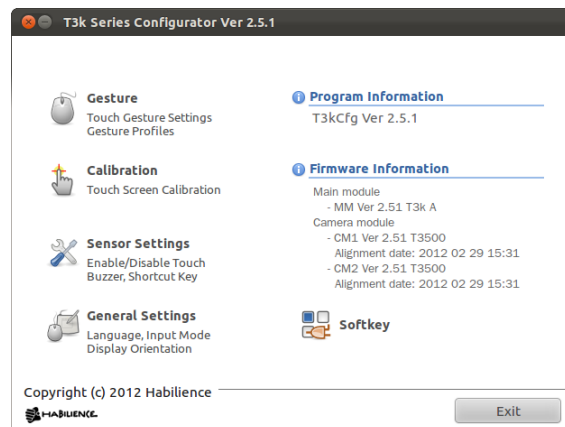 T3k Series Configurator Ver 2.5.1
Gesture
Touch Gesture Settings
Gesture Profiles
Calibration
Touch Screen Calibration
Sensor Settings
Enable/Disable Touch
Buzzer, Shortcut Key
General Settings
Language, Input Mode
Display Orientation
Program Information
T3kCfg Ver 2.5.1
Firmware Information
Main module
- MM Ver 2.51 T3k A
Camera module
- CM1 Ver 2.51 T3500
Alignment date: 2012 02 29 15:31
- CM2 Ver 2.51 T3500
Alignment date: 2012 02 29 15:31
Softkey
Copyright (c) 2012 Habilience
HABILIENCE
Exit